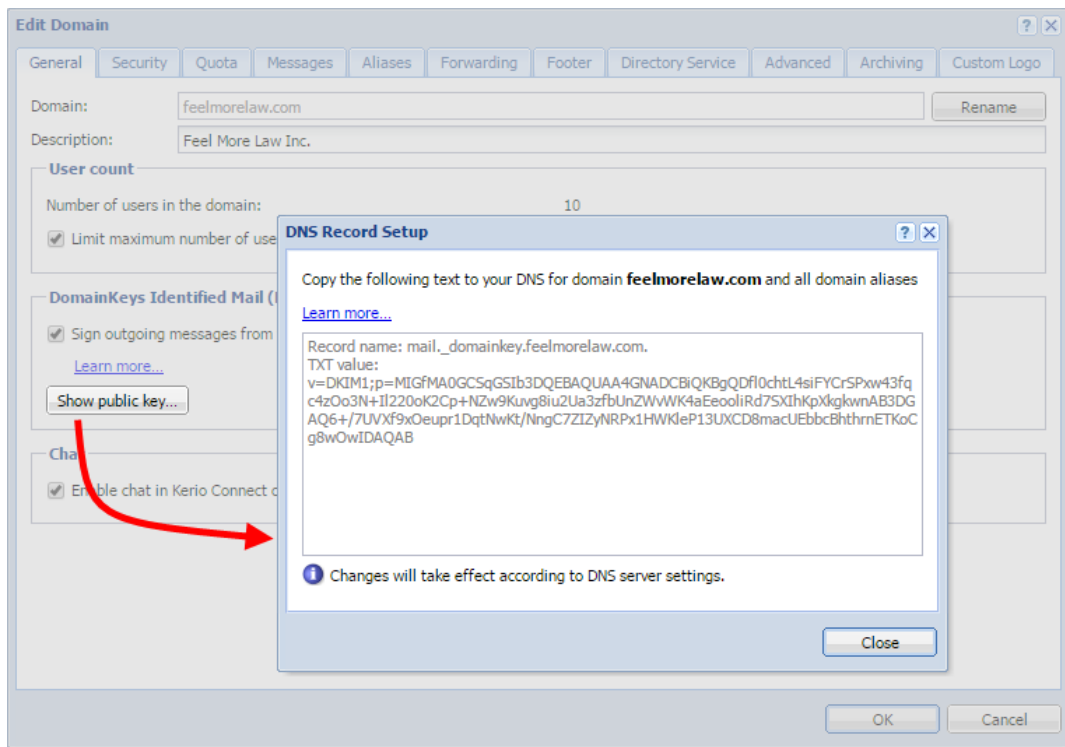 Edit Domain
General Security Quota Messages Aliases Forwarding Footer Directory Service Advanced Archiving Custom Logo
Domain: feelmorelaw.com Rename
Description: Feel More Law Inc.
User count
Number of users in the domain: 10
Limit maximum number of use
DNS Record Setup
Copy the following text to your DNS for domain feelmorelaw.com and all domain aliases
Learn more...
Record name: mail._domainkey.feelmorelaw.com.
TXT value:
v=DKIM1;p=MIGfMA0GCSqGSIb3DQEBAQUAA4GNADCBiQKBgQDfl0chtL4siFYCrSPxw43fq
c4zOo3N+Il220oK2Cp+NZw9Kuvg8iu2Ua3zfbUnZWvWK4aEeooliRd7SXIhKpXkgkwnAB3DG
AQ6+/7UVXf9xOeupr1DqtNwKt/NngC7ZIZyNRPx1HWKleP13UXCD8macUEbbcBhthrnETKoC
g8wOwIDAQAB
DomainKeys Identified Mail (
Sign outgoing messages from
Learn more...
Show public key...
Cha
Enable chat in Kerio Connect c
Changes will take effect according to DNS server settings.
Close
OK Cancel